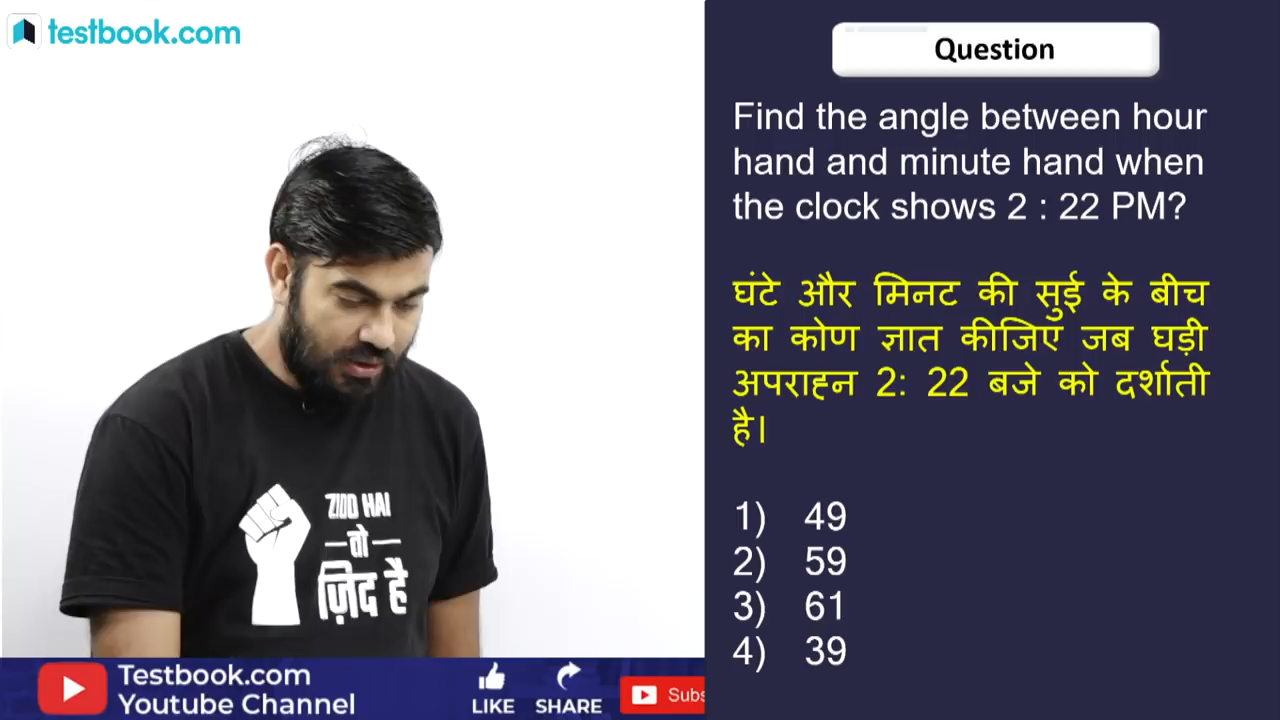 testbook.com
Question
Find the angle between hour
hand and minute hand when
the clock shows 2 : 22 PM?
घंटे और मिनट की सुई के बीच
का कोण ज्ञात कीजिए जब घड़ी
अपराह्न 2: 22 बजे को दर्शाती
है।
1) 49
2) 59
3) 61
4) 39
ZIDD HAI
—तो—
ज़िद है
Testbook.com
Youtube Channel
LIKE
SHARE
Subs